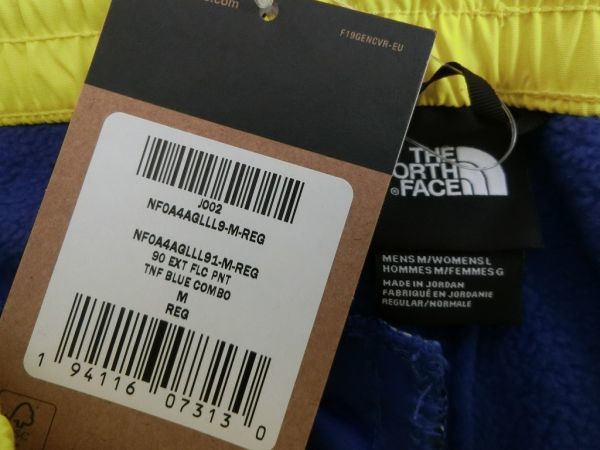 .com
F19GENCVR-EU
J002
NF0A4AGLLL9-M-REG
NF0A4AGLLL91-M-REG
90 EXT FLC PNT
TNF BLUE COMBO
M
REG
1 94116 07313 0
THE
NORTH
FACE
MENS M/WOMENS L
HOMMES M/FEMMES G
MADE IN JORDAN
FABRIQUÉ EN JORDANIE
REGULAR/NORMALE